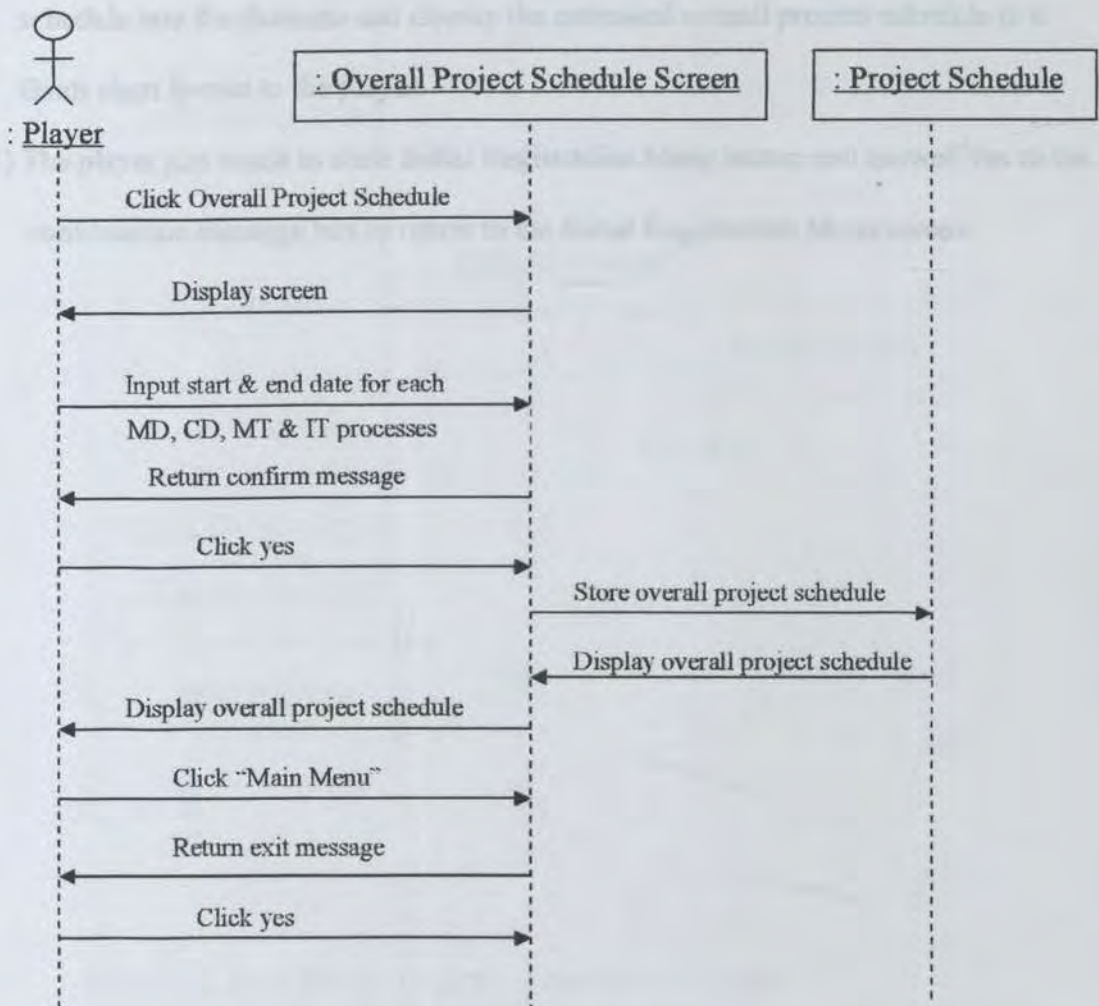 : Overall Project Schedule Screen
: Project Schedule
: Player
Click Overall Project Schedule
Display screen
Input start & end date for each
MD, CD, MT & IT processes
Return confirm message
Click yes
Store overall project schedule
Display overall project schedule
Display overall project schedule
Click "Main Menu"
Return exit message
Click yes